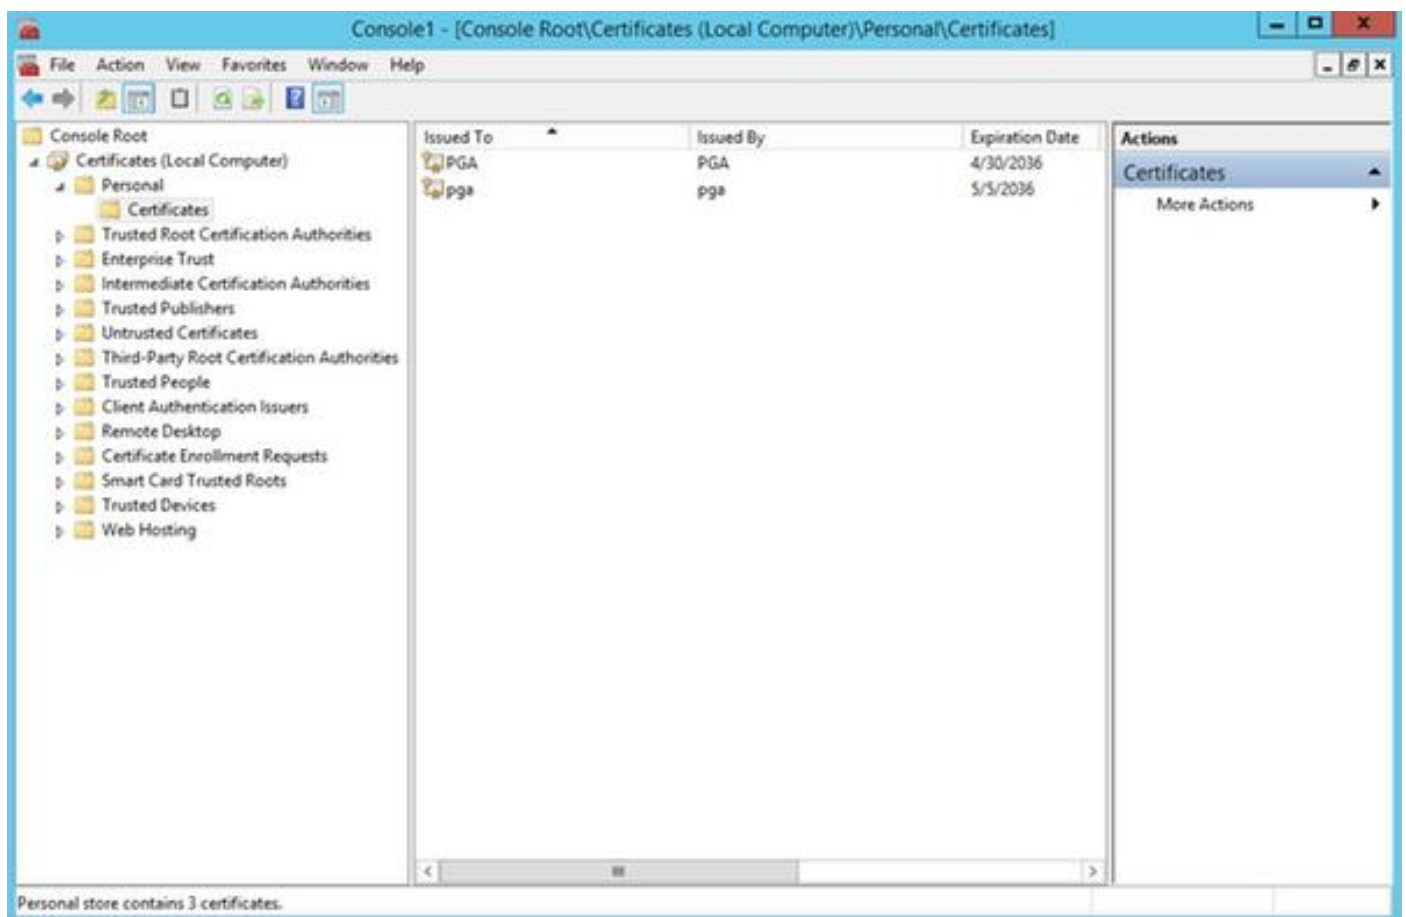 Console1 - [Console Root\Certificates (Local Computer)\Personal\Certificates]
File Action View Favorites Window Help
Console Root
Certificates (Local Computer)
Personal
Certificates
Trusted Root Certification Authorities
Enterprise Trust
Intermediate Certification Authorities
Trusted Publishers
Untrusted Certificates
Third-Party Root Certification Authorities
Trusted People
Client Authentication Issuers
Remote Desktop
Certificate Enrollment Requests
Smart Card Trusted Roots
Trusted Devices
Web Hosting
Issued To Issued By Expiration Date
PGA PGA 4/30/2036
pga pga 5/5/2036
Actions
Certificates
More Actions
Personal store contains 3 certificates.